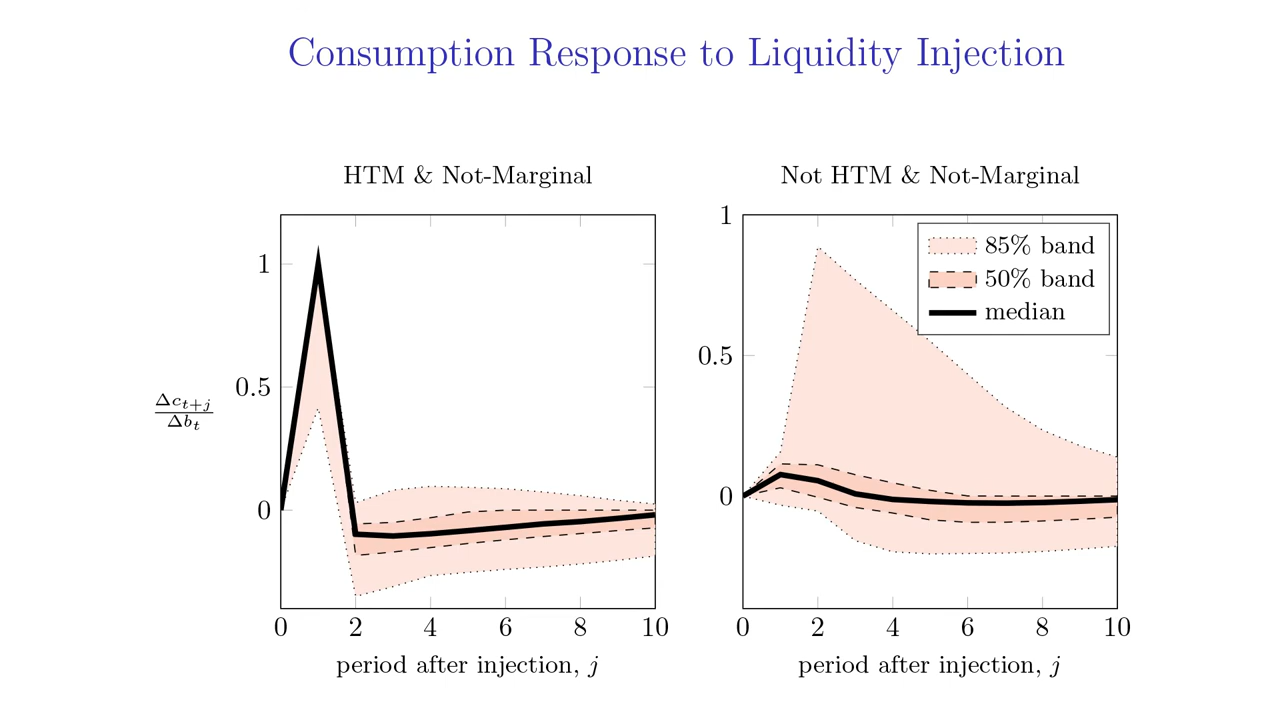 Consumption Response to Liquidity Injection
HTM & Not-Marginal
1
0.5
0
Δc_{t+j}
Δb_t
0 2 4 6 8 10
period after injection, j
Not HTM & Not-Marginal
1
0.5
0
85% band
50% band
median
0 2 4 6 8 10
period after injection, j